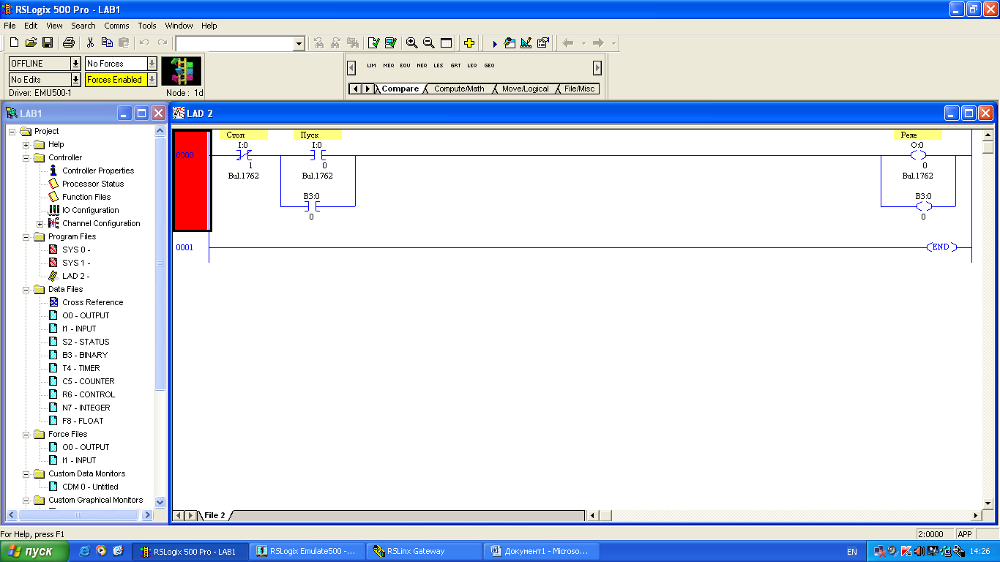 RSLogix 500 Pro - LAB1
File Edit View Search Comms Tools Window Help
OFFLINE No Forces
No Edits Forces Enabled
Driver: EMU500-1 Node : 1d
LIM MEQ EQU NEQ LES GRT LEQ GEQ
Compare Compute/Math Move/Logical File/Misc
LAB1
Project
Help
Controller
Controller Properties
Processor Status
Function Files
IO Configuration
Channel Configuration
Program Files
SYS 0 -
SYS 1 -
LAD 2 -
Data Files
Cross Reference
O0 - OUTPUT
I1 - INPUT
S2 - STATUS
B3 - BINARY
T4 - TIMER
C5 - COUNTER
R6 - CONTROL
N7 - INTEGER
F8 - FLOAT
Force Files
O0 - OUTPUT
I1 - INPUT
Custom Data Monitors
CDM 0 - Untitled
Custom Graphical Monitors
LAD 2
Стоп Пуск Реле
I:0 I:0 O:0
0000
1 0 0
Bul.1762 Bul.1762 Bul.1762
B3:0 B3:0
0 0
0001 END
File 2
For Help, press F1 2:0000 APP
пуск RSLogix 500 Pro - LAB1 RSLogix Emulate500 -... RSLinx Gateway Документ1 - Microso... EN 14:26